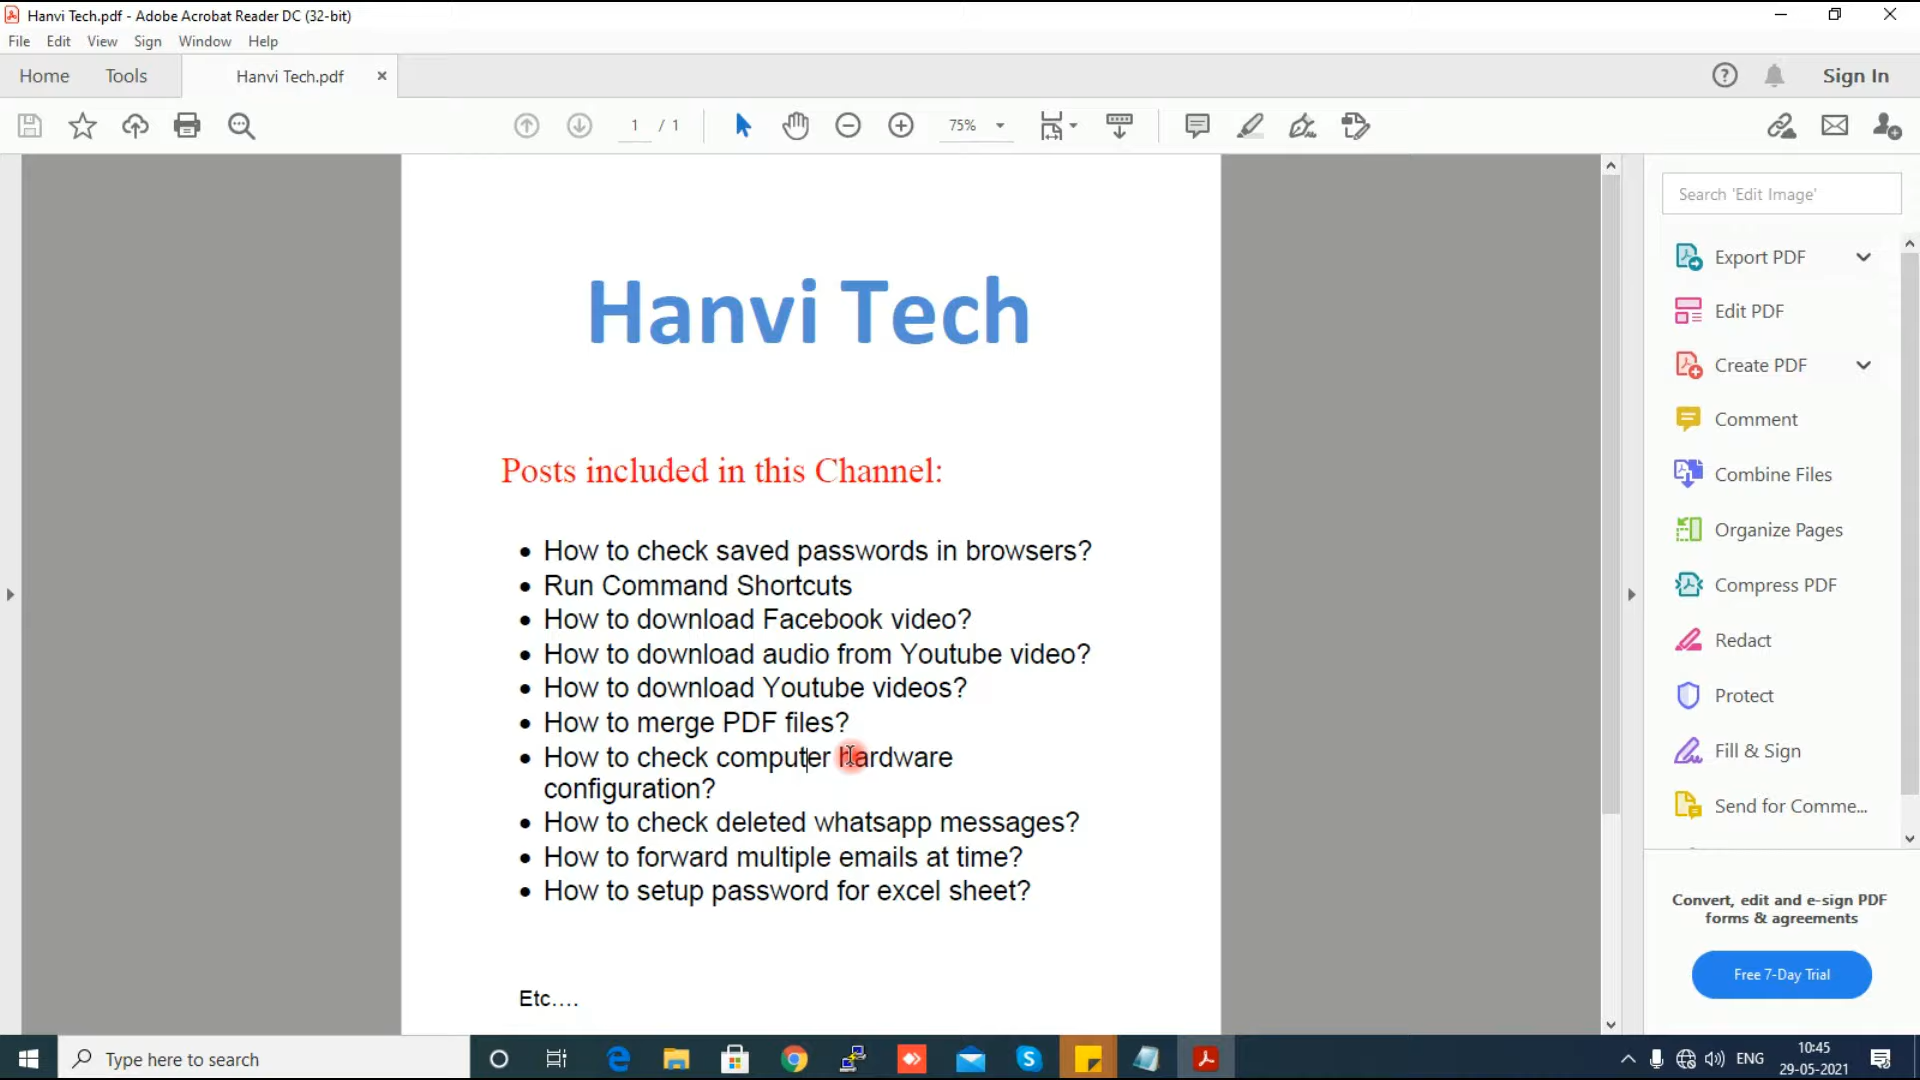 Hanvi Tech.pdf - Adobe Acrobat Reader DC (32-bit)
File Edit View Sign Window Help
Home Tools Hanvi Tech.pdf Sign In
1 / 1 75%
Search 'Edit Image'
Export PDF
Edit PDF
Create PDF
Comment
Combine Files
Organize Pages
Compress PDF
Redact
Protect
Fill & Sign
Send for Comme...
Convert, edit and e-sign PDF
forms & agreements
Free 7-Day Trial
Hanvi Tech
Posts included in this Channel:
• How to check saved passwords in browsers?
• Run Command Shortcuts
• How to download Facebook video?
• How to download audio from Youtube video?
• How to download Youtube videos?
• How to merge PDF files?
• How to check computer hardware
configuration?
• How to check deleted whatsapp messages?
• How to forward multiple emails at time?
• How to setup password for excel sheet?
Etc....
Type here to search
ENG
10:45
29-05-2021